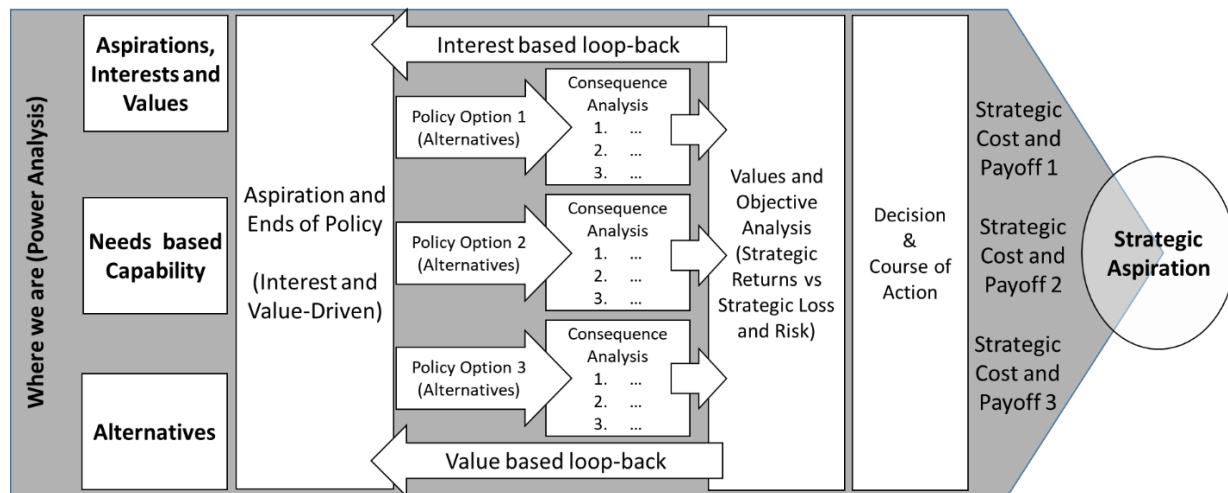 Where we are (Power Analysis)
Aspirations,
Interests and
Values
Needs based
Capability
Alternatives
Aspiration and
Ends of Policy
(Interest and
Value-Driven)
Interest based loop-back
Policy Option 1
(Alternatives)
Consequence
Analysis
1. ...
2. ...
3. ...
Policy Option 2
(Alternatives)
Consequence
Analysis
1. ...
2. ...
3. ...
Policy Option 3
(Alternatives)
Consequence
Analysis
1. ...
2. ...
3. ...
Value based loop-back
Values and
Objective
Analysis
(Strategic
Returns vs
Strategic Loss
and Risk)
Decision
&
Course of
Action
Strategic
Cost and
Payoff 1
Strategic
Cost and
Payoff 2
Strategic
Cost and
Payoff 3
Strategic
Aspiration